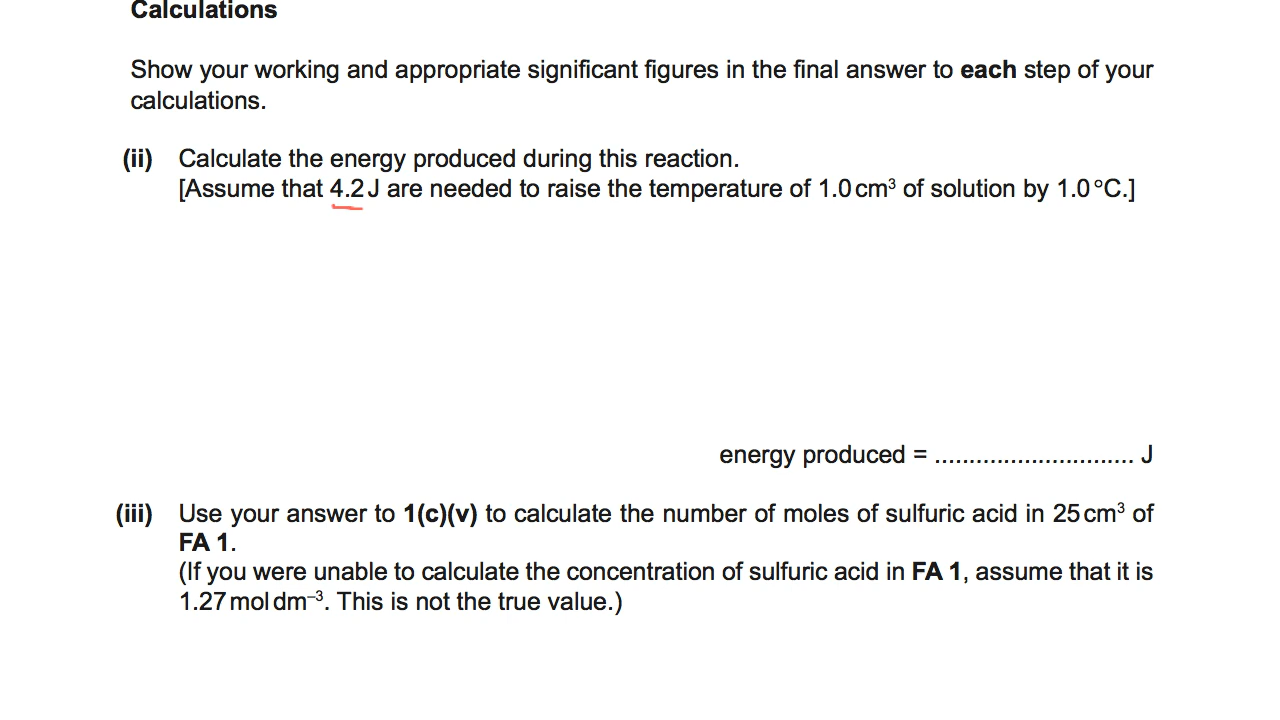 Calculations
Show your working and appropriate significant figures in the final answer to each step of your
calculations.
(ii) Calculate the energy produced during this reaction.
[Assume that 4.2 J are needed to raise the temperature of 1.0 cm³ of solution by 1.0 °C.]
energy produced = ............................. J
(iii) Use your answer to 1(c)(v) to calculate the number of moles of sulfuric acid in 25 cm³ of
FA 1.
(If you were unable to calculate the concentration of sulfuric acid in FA 1, assume that it is
1.27 mol dm⁻³. This is not the true value.)